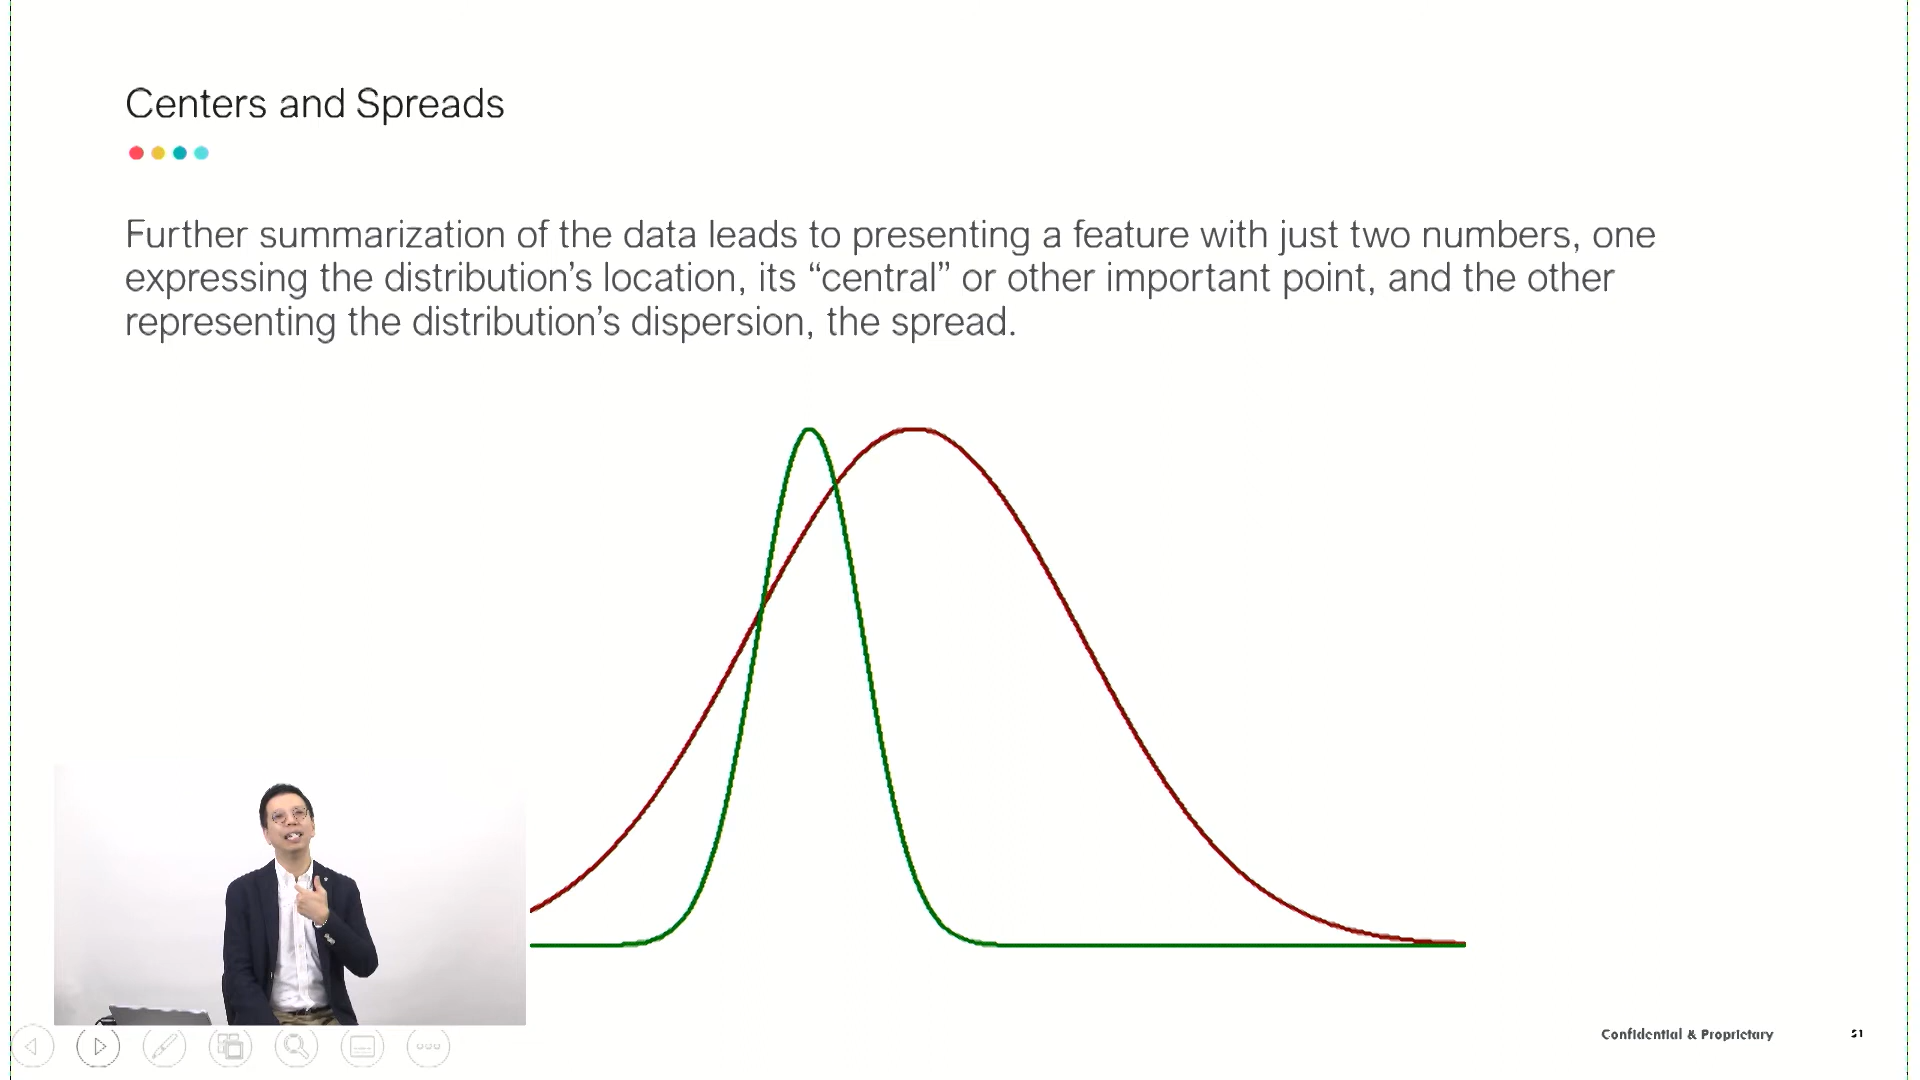 Centers and Spreads
Further summarization of the data leads to presenting a feature with just two numbers, one
expressing the distribution’s location, its “central” or other important point, and the other
representing the distribution’s dispersion, the spread.
Confidential & Proprietary
51